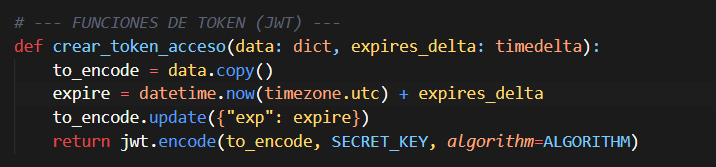 # --- FUNCIONES DE TOKEN (JWT) ---
def crear_token_acceso(data: dict, expires_delta: timedelta):
    to_encode = data.copy()
    expire = datetime.now(timezone.utc) + expires_delta
    to_encode.update({"exp": expire})
    return jwt.encode(to_encode, SECRET_KEY, algorithm=ALGORITHM)